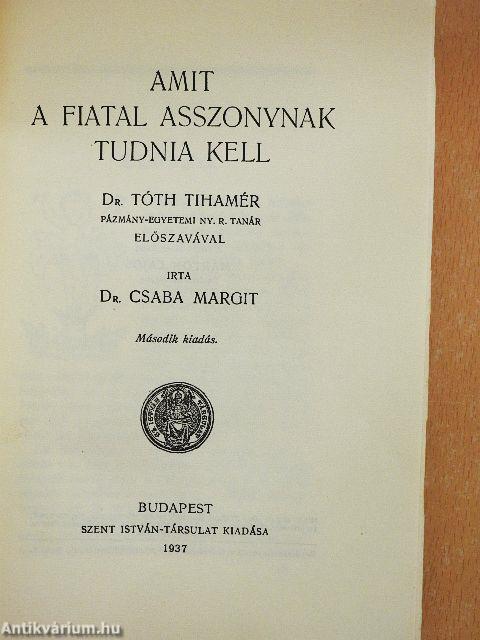 AMIT
A FIATAL ASSZONYNAK
TUDNIA KELL
DR. TÓTH TIHAMÉR
PÁZMÁNY-EGYETEMI NY. R. TANÁR
ELŐSZAVÁVAL
IRTA
DR. CSABA MARGIT
Második kiadás.
BUDAPEST
SZENT ISTVÁN-TÁRSULAT KIADÁSA
1937
Antikvárium.hu